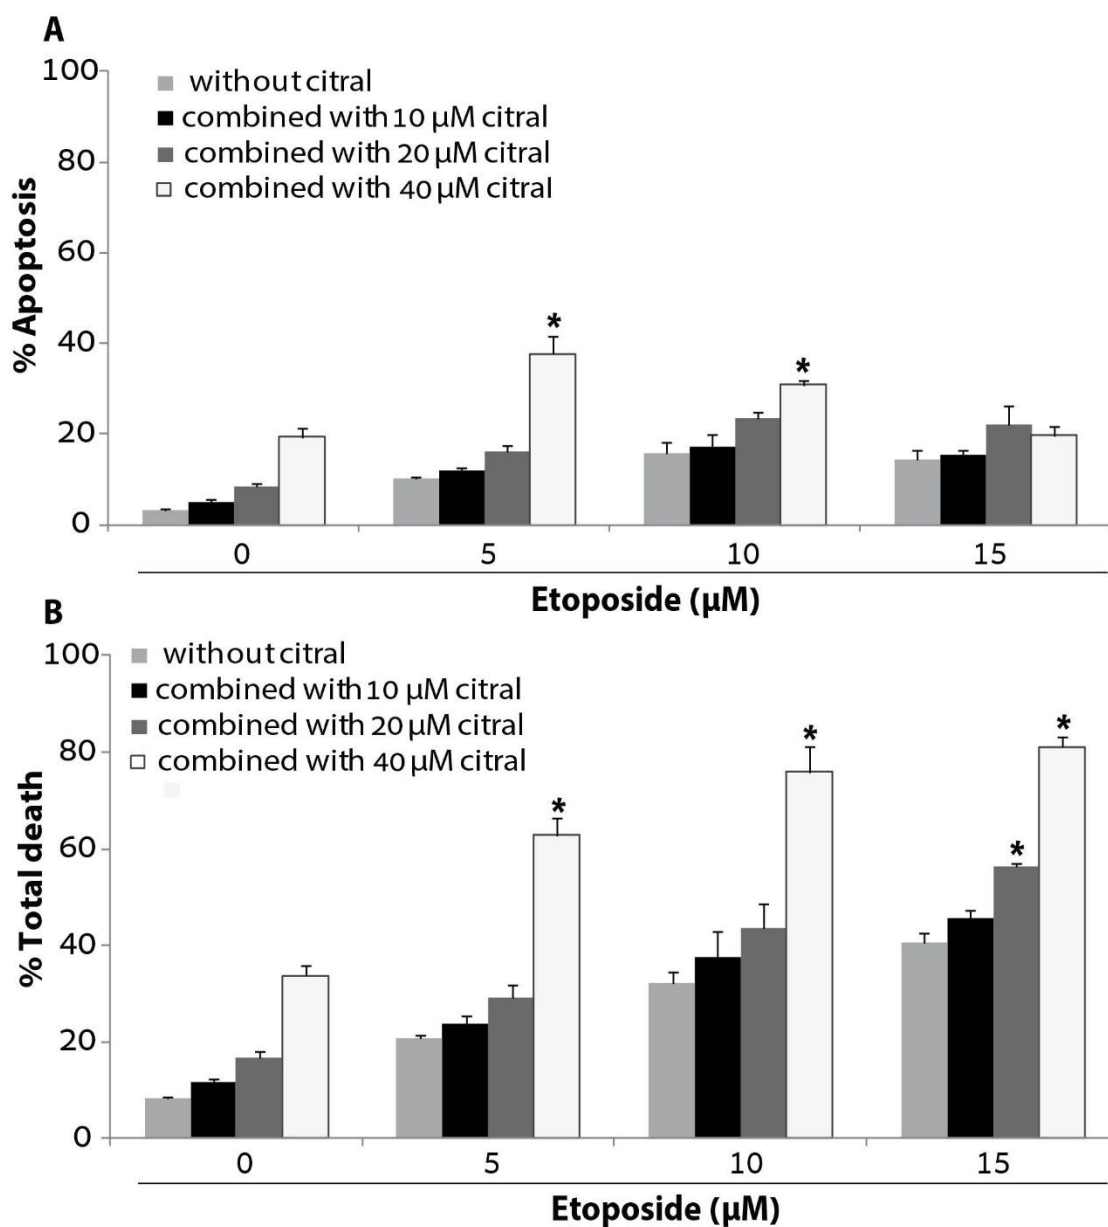 A
100
without citral
combined with 10 µM citral
80
combined with 20 µM citral
combined with 40 µM citral
60
% Apoptosis
40
*
*
20
0
0 5 10 15
Etoposide (µM)
B
100
without citral
combined with 10 µM citral
combined with 20 µM citral
80
combined with 40 µM citral
*
*
*
60
*
% Total death
40
20
0
0 5 10 15
Etoposide (µM)